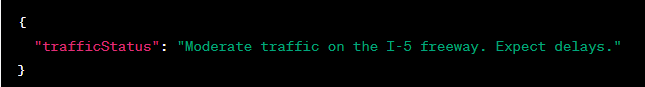 {
"trafficStatus": "Moderate traffic on the I-5 freeway. Expect delays."
}